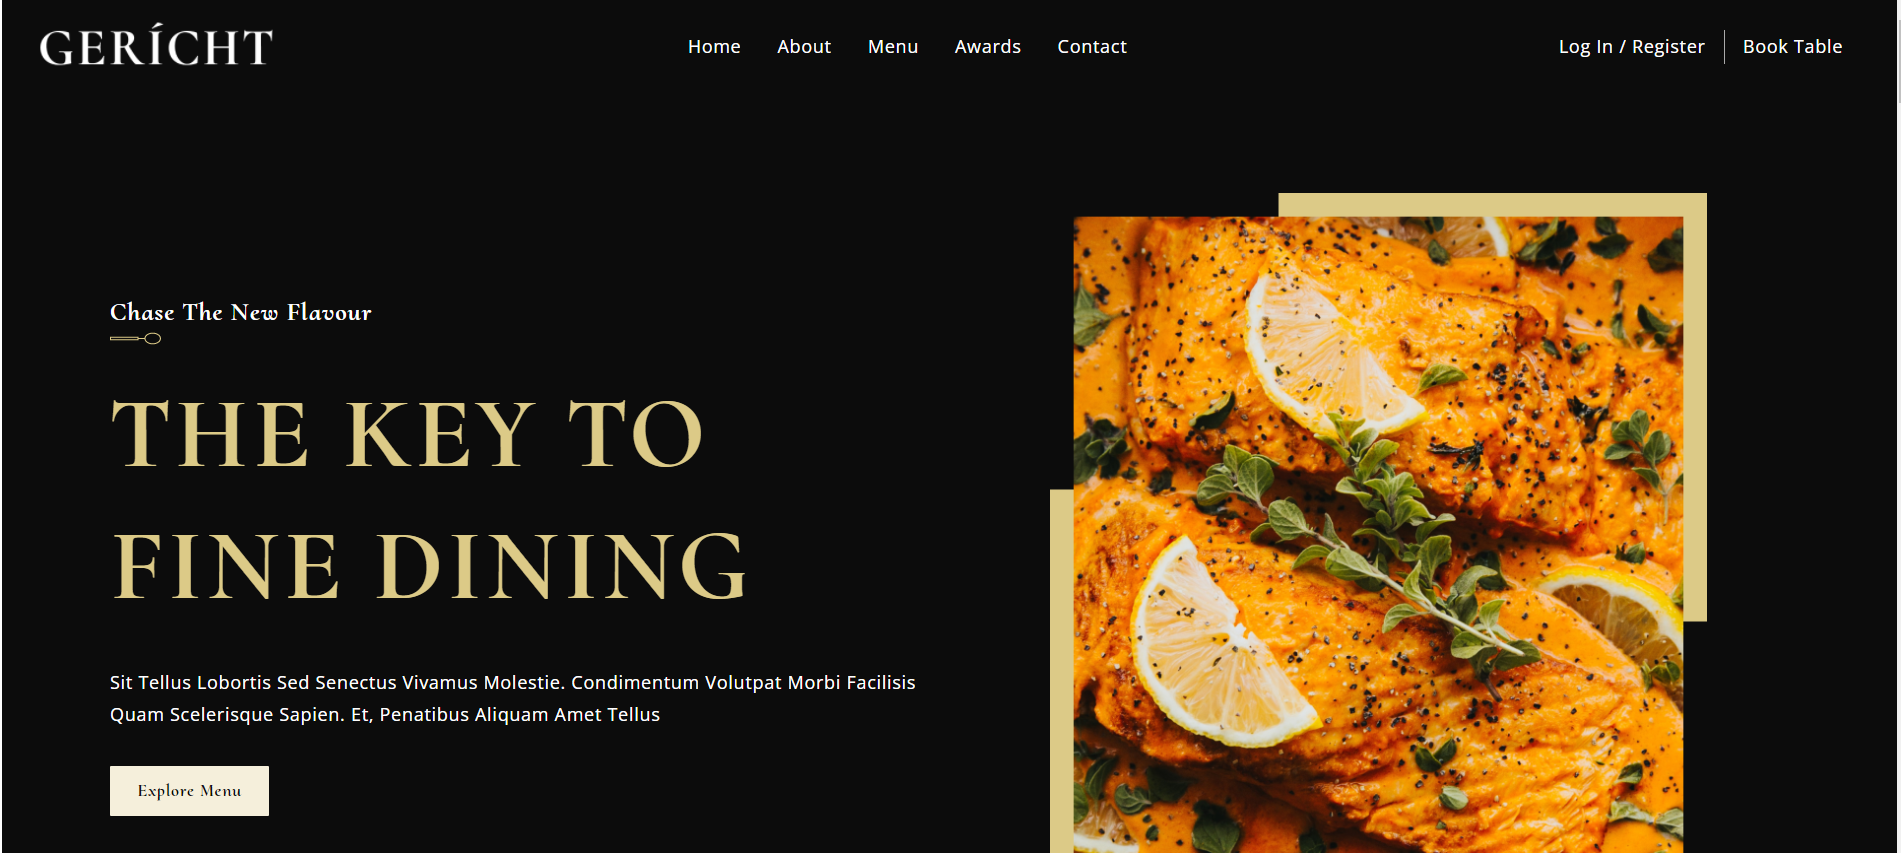 GERÍCHT
Home About Menu Awards Contact
Log In / Register Book Table
Chase The New Flavour
THE KEY TO
FINE DINING
Sit Tellus Lobortis Sed Senectus Vivamus Molestie. Condimentum Volutpat Morbi Facilisis
Quam Scelerisque Sapien. Et, Penatibus Aliquam Amet Tellus
Explore Menu